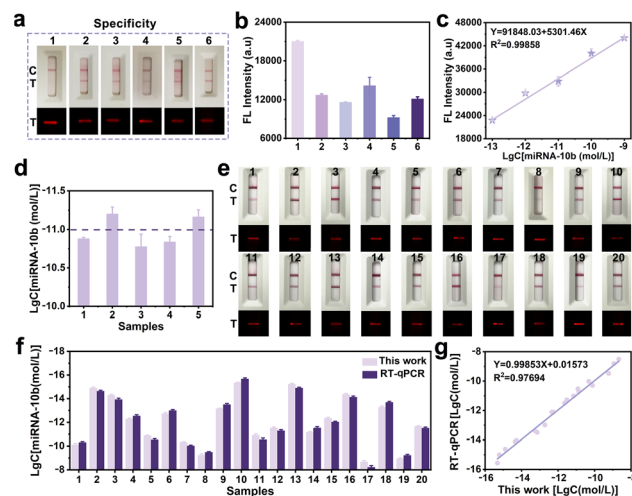 a
Specificity
1 2 3 4 5 6
C
T
T
b
FL Intensity (a.u)
24000
20000
16000
12000
8000
1 2 3 4 5 6
c
FL Intensity (a.u)
44000
36000
28000
20000
Y=91848.03+5301.46X
R²=0.99858
-13 -12 -11 -10 -9
LgC[miRNA-10b (mol/L)]
d
LgC[miRNA-10b (mol/L)]
-11.5
-11.0
-10.5
-10.0
1 2 3 4 5
Samples
e
1 2 3 4 5 6 7 8 9 10
C
T
T
11 12 13 14 15 16 17 18 19 20
C
T
T
f
LgC[miRNA-10b(mol/L)]
-18
-16
-14
-12
-10
-8
This work
RT-qPCR
1 2 3 4 5 6 7 8 9 10 11 12 13 14 15 16 17 18 19 20
Samples
g
RT-qPCR [LgC(mol/L)]
-16
-14
-12
-10
-8
Y=0.99853X+0.01573
R²=0.97694
-16 -14 -12 -10 -8
This work [LgC(mol/L)]